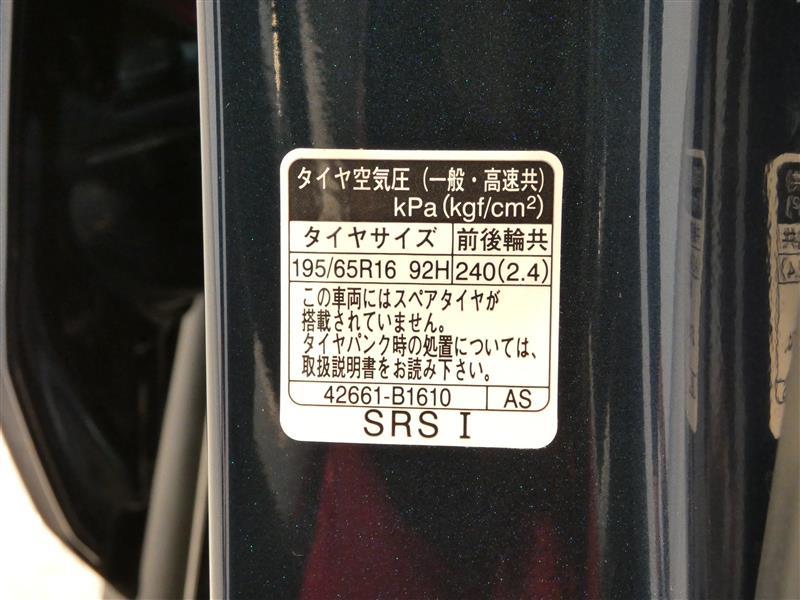 タイヤ空気圧（一般・高速共）
kPa(kgf/cm²)
タイヤサイズ 前後輪共
195/65R16 92H 240(2.4)
この車両にはスペアタイヤが
搭載されていません。
タイヤパンク時の処置については、
取扱説明書をお読み下さい。
42661-B1610 AS
SRS I